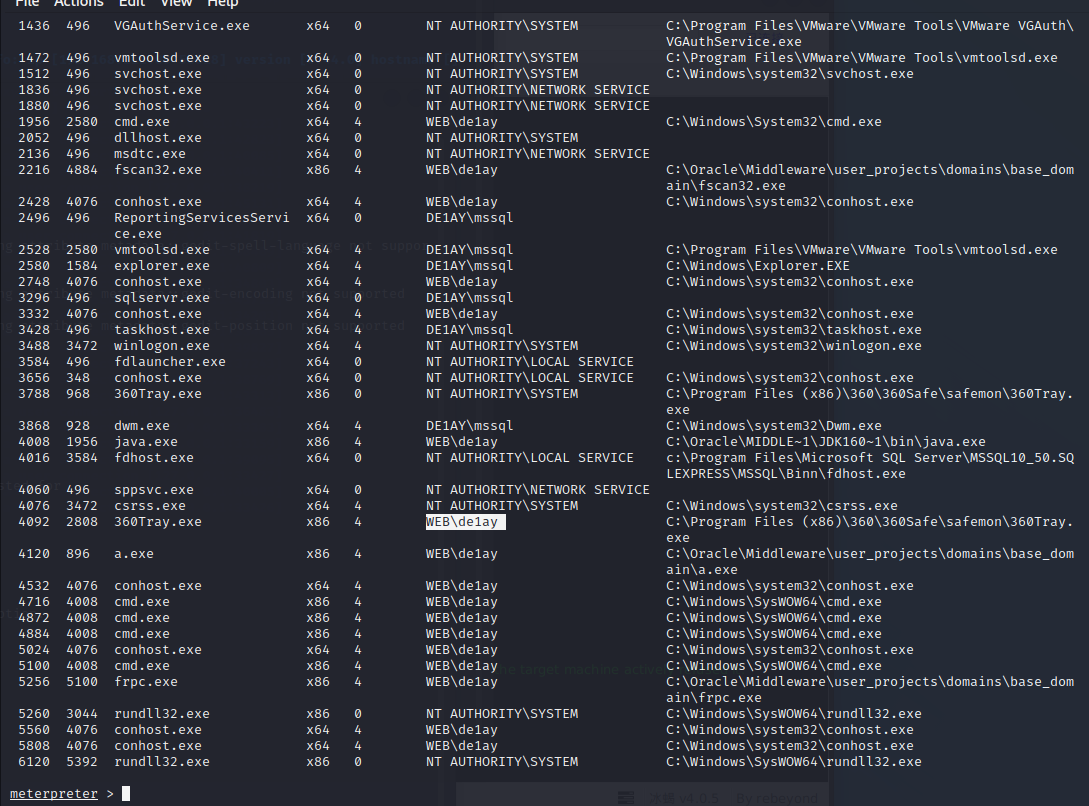 File Actions Edit View Help
1436 496 VGAuthService.exe x64 0 NT AUTHORITY\SYSTEM C:\Program Files\VMware\VMware Tools\VMware VGAuth\
VGAuthService.exe
1472 496 vmtoolsd.exe x64 0 NT AUTHORITY\SYSTEM C:\Program Files\VMware\VMware Tools\vmtoolsd.exe
1512 496 svchost.exe x64 0 NT AUTHORITY\SYSTEM C:\Windows\system32\svchost.exe
1836 496 svchost.exe x64 0 NT AUTHORITY\NETWORK SERVICE
1880 496 svchost.exe x64 0 NT AUTHORITY\NETWORK SERVICE
1956 2580 cmd.exe x64 4 WEB\de1ay C:\Windows\System32\cmd.exe
2052 496 dllhost.exe x64 0 NT AUTHORITY\SYSTEM
2136 496 msdtc.exe x64 0 NT AUTHORITY\NETWORK SERVICE
2216 4884 fscan32.exe x86 4 WEB\de1ay C:\Oracle\Middleware\user_projects\domains\base_dom
ain\fscan32.exe
2428 4076 conhost.exe x64 4 WEB\de1ay C:\Windows\system32\conhost.exe
2496 496 ReportingServicesServi x64 0 DE1AY\mssql
ce.exe
2528 2580 vmtoolsd.exe x64 4 DE1AY\mssql C:\Program Files\VMware\VMware Tools\vmtoolsd.exe
2580 1584 explorer.exe x64 4 DE1AY\mssql C:\Windows\Explorer.EXE
2748 4076 conhost.exe x64 4 WEB\de1ay C:\Windows\system32\conhost.exe
3296 496 sqlservr.exe x64 0 DE1AY\mssql
3332 4076 conhost.exe x64 4 WEB\de1ay C:\Windows\system32\conhost.exe
3428 496 taskhost.exe x64 4 DE1AY\mssql C:\Windows\system32\taskhost.exe
3488 3472 winlogon.exe x64 4 NT AUTHORITY\SYSTEM C:\Windows\system32\winlogon.exe
3584 496 fdlauncher.exe x64 0 NT AUTHORITY\LOCAL SERVICE
3656 348 conhost.exe x64 0 NT AUTHORITY\LOCAL SERVICE C:\Windows\system32\conhost.exe
3788 968 360Tray.exe x64 0 NT AUTHORITY\SYSTEM C:\Program Files (x86)\360\360Safe\safemon\360Tray.
exe
3868 928 dwm.exe x64 4 DE1AY\mssql C:\Windows\system32\Dwm.exe
4008 1956 java.exe x86 4 WEB\de1ay C:\Oracle\MIDDLE~1\JDK160~1\bin\java.exe
4016 3584 fdhost.exe x64 0 NT AUTHORITY\LOCAL SERVICE c:\Program Files\Microsoft SQL Server\MSSQL10_50.SQ
LEXPRESS\MSSQL\Binn\fdhost.exe
4060 496 sppsvc.exe x64 0 NT AUTHORITY\NETWORK SERVICE
4076 3472 csrss.exe x64 4 NT AUTHORITY\SYSTEM C:\Windows\system32\csrss.exe
4092 2808 360Tray.exe x86 4 WEB\de1ay C:\Program Files (x86)\360\360Safe\safemon\360Tray.
exe
4120 896 a.exe x86 4 WEB\de1ay C:\Oracle\Middleware\user_projects\domains\base_dom
ain\a.exe
4532 4076 conhost.exe x64 4 WEB\de1ay C:\Windows\system32\conhost.exe
4716 4008 cmd.exe x86 4 WEB\de1ay C:\Windows\SysWOW64\cmd.exe
4872 4008 cmd.exe x86 4 WEB\de1ay C:\Windows\SysWOW64\cmd.exe
4884 4008 cmd.exe x86 4 WEB\de1ay C:\Windows\SysWOW64\cmd.exe
5024 4076 conhost.exe x64 4 WEB\de1ay C:\Windows\system32\conhost.exe
5100 4008 cmd.exe x86 4 WEB\de1ay C:\Windows\SysWOW64\cmd.exe
5256 5100 frpc.exe x86 4 WEB\de1ay C:\Oracle\Middleware\user_projects\domains\base_dom
ain\frpc.exe
5260 3044 rundll32.exe x86 0 NT AUTHORITY\SYSTEM C:\Windows\SysWOW64\rundll32.exe
5560 4076 conhost.exe x64 4 WEB\de1ay C:\Windows\system32\conhost.exe
5808 4076 conhost.exe x64 4 WEB\de1ay C:\Windows\system32\conhost.exe
6120 5392 rundll32.exe x86 0 NT AUTHORITY\SYSTEM C:\Windows\SysWOW64\rundll32.exe
meterpreter >